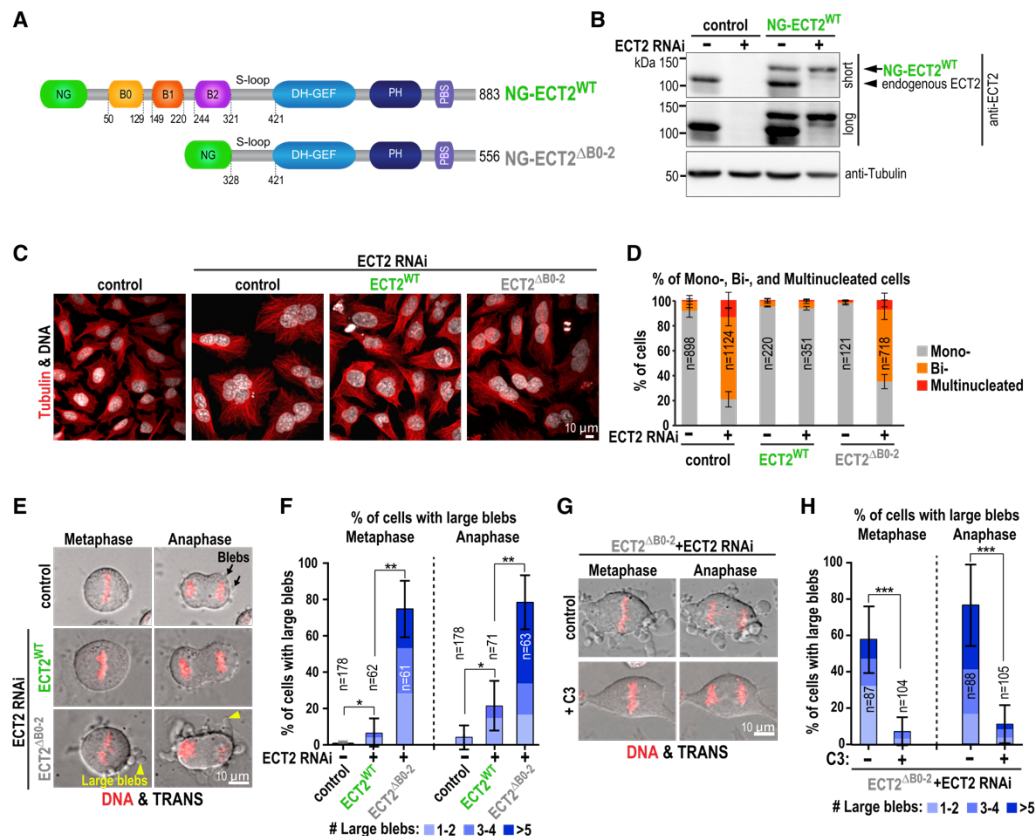 A
NG
B0
B1
B2
S-loop
DH-GEF
PH
PBS
883 NG-ECT2WT
50
129
149
220
244
321
421
S-loop
NG
DH-GEF
PH
PBS
556 NG-ECT2ΔB0-2
328
421
B
control
NG-ECT2WT
ECT2 RNAi
–
+
–
+
kDa
150
100
short
NG-ECT2WT
endogenous ECT2
150
100
long
anti-ECT2
50
anti-Tubulin
C
ECT2 RNAi
control
control
ECT2WT
ECT2ΔB0-2
Tubulin & DNA
10 μm
D
% of Mono-, Bi-, and Multinucleated cells
% of cells
100
80
60
40
20
0
n=898
n=1124
n=220
n=351
n=121
n=718
Mono-
Bi-
Multinucleated
ECT2 RNAi
–
+
–
+
–
+
control
ECT2WT
ECT2ΔB0-2
E
Metaphase
Anaphase
control
Blebs
ECT2 RNAi
ECT2WT
ECT2ΔB0-2
Large blebs
10 μm
DNA & TRANS
F
% of cells with large blebs
Metaphase
Anaphase
% of cells with large blebs
100
80
60
40
20
0
**
*
n=178
n=62
n=61
**
*
n=178
n=71
n=63
ECT2 RNAi
–
+
+
–
+
+
control
ECT2WT
ECT2ΔB0-2
control
ECT2WT
ECT2ΔB0-2
# Large blebs:
1-2
3-4
>5
G
ECT2ΔB0-2+ECT2 RNAi
Metaphase
Anaphase
control
+ C3
10 μm
DNA & TRANS
H
% of cells with large blebs
Metaphase
Anaphase
% of cells with large blebs
100
80
60
40
20
0
***
n=87
n=104
***
n=88
n=105
C3:
–
+
–
+
ECT2ΔB0-2+ECT2 RNAi
# Large blebs:
1-2
3-4
>5